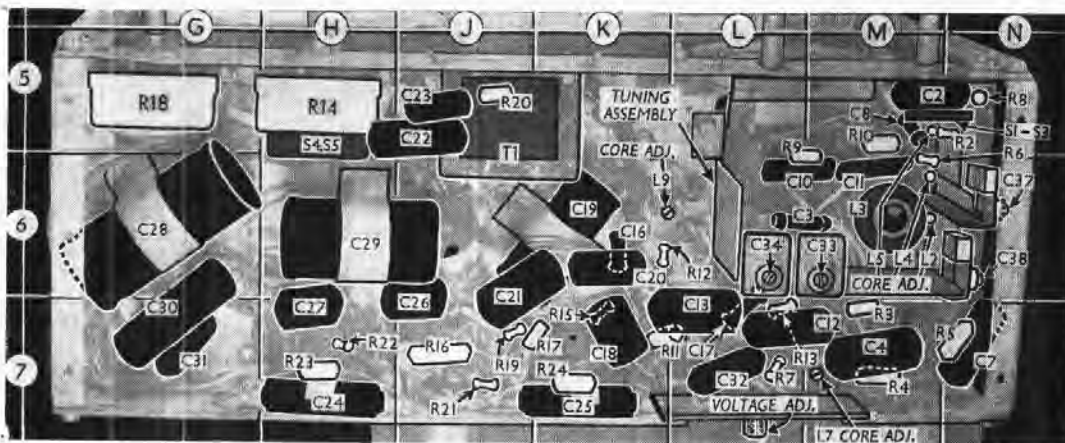 G H J K L M N
5
R18
R14
S4,S5
C23
C22
R20
T1
TUNING
ASSEMBLY
CORE ADJ.
L9
C2
R8
C8
R10
R2
S1-S3
R6
R9
C10
C11
C37
6
C28
C29
C19
C16
C20
R12
C3
L3
C34
C33
L5
L4
L2
CORE ADJ.
C38
C30
C27
C26
C21
R15
C13
C12
R3
R5
7
C31
R23
R22
R16
R19
R17
C18
R11
C17
R13
C4
C7
C24
R21
R24
C25
C32
R7
R4
VOLTAGE ADJ.
L7 CORE ADJ.